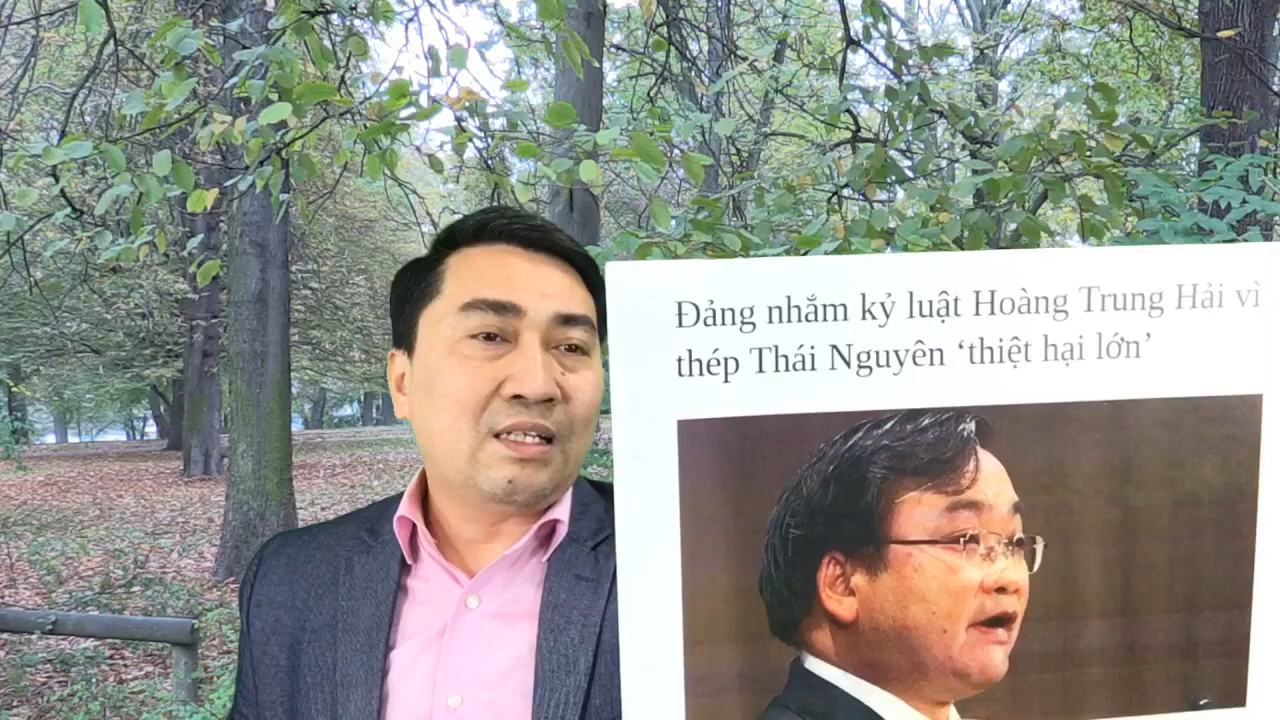 Đảng nhắm kỷ luật Hoàng Trung Hải vì
thép Thái Nguyên ‘thiệt hại lớn’